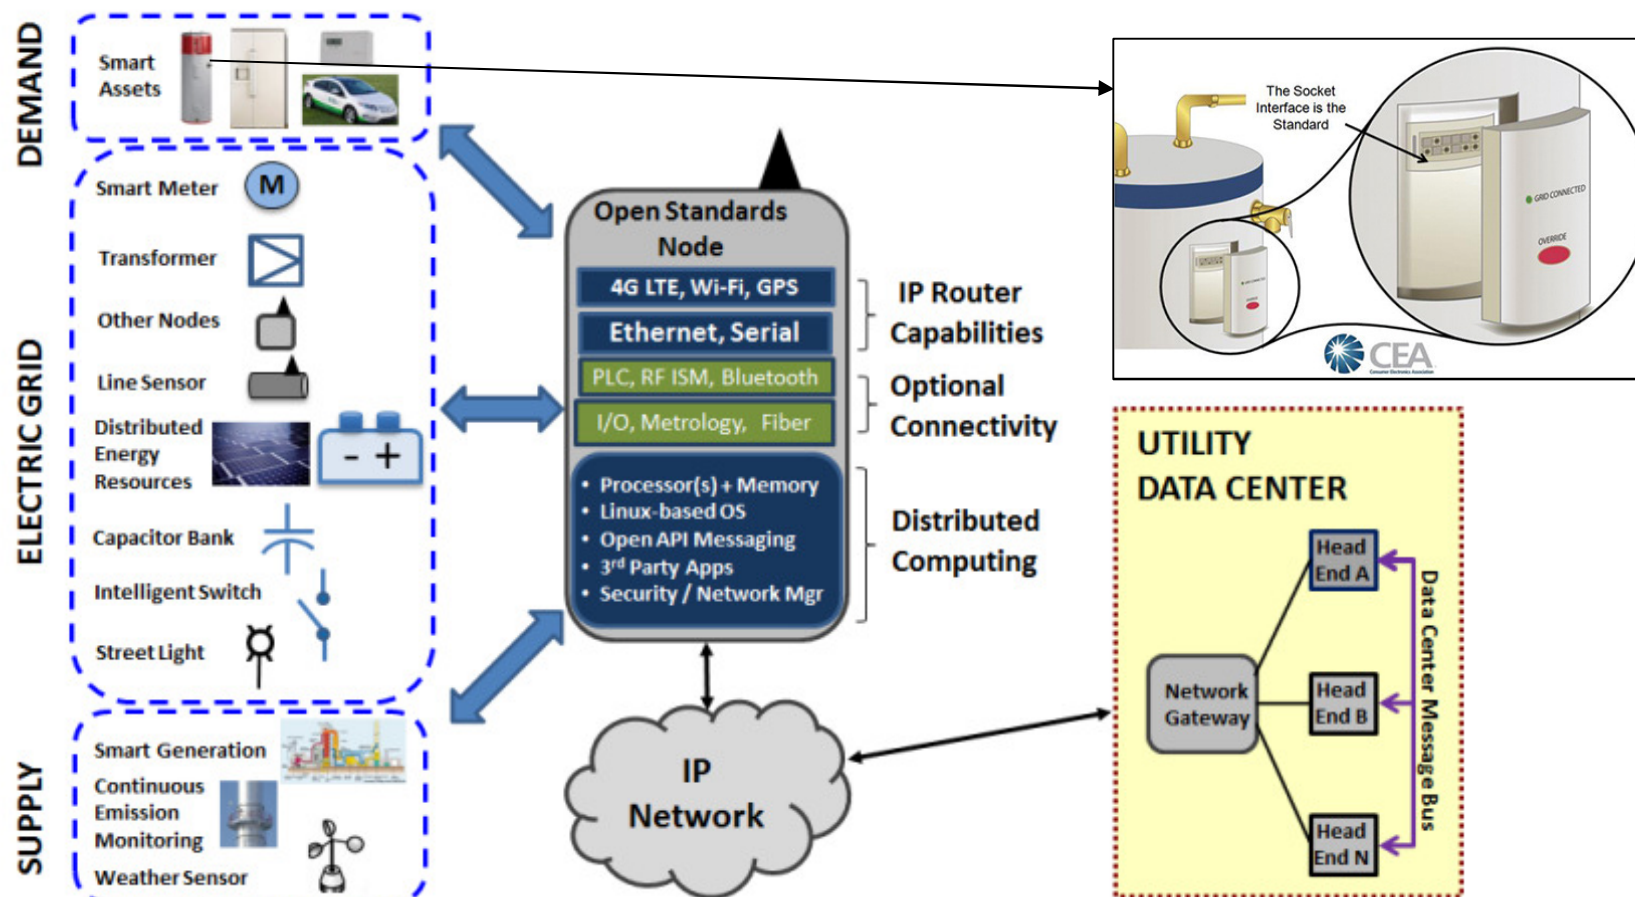 DEMAND
Smart
Assets
ELECTRIC GRID
Smart Meter
M
Transformer
Other Nodes
Line Sensor
Distributed
Energy
Resources
- +
Capacitor Bank
Intelligent Switch
Street Light
SUPPLY
Smart Generation
Continuous
Emission
Monitoring
Weather Sensor
Open Standards
Node
4G LTE, Wi-Fi, GPS
Ethernet, Serial
PLC, RF ISM, Bluetooth
I/O, Metrology, Fiber
• Processor(s) + Memory
• Linux-based OS
• Open API Messaging
• 3rd Party Apps
• Security / Network Mgr
IP Router
Capabilities
Optional
Connectivity
Distributed
Computing
IP
Network
The Socket
Interface is the
Standard
GRID CONNECTED
OVERRIDE
CEA
Consumer Electronics Association
UTILITY
DATA CENTER
Head
End A
Network
Gateway
Head
End B
Head
End N
Data Center Message Bus